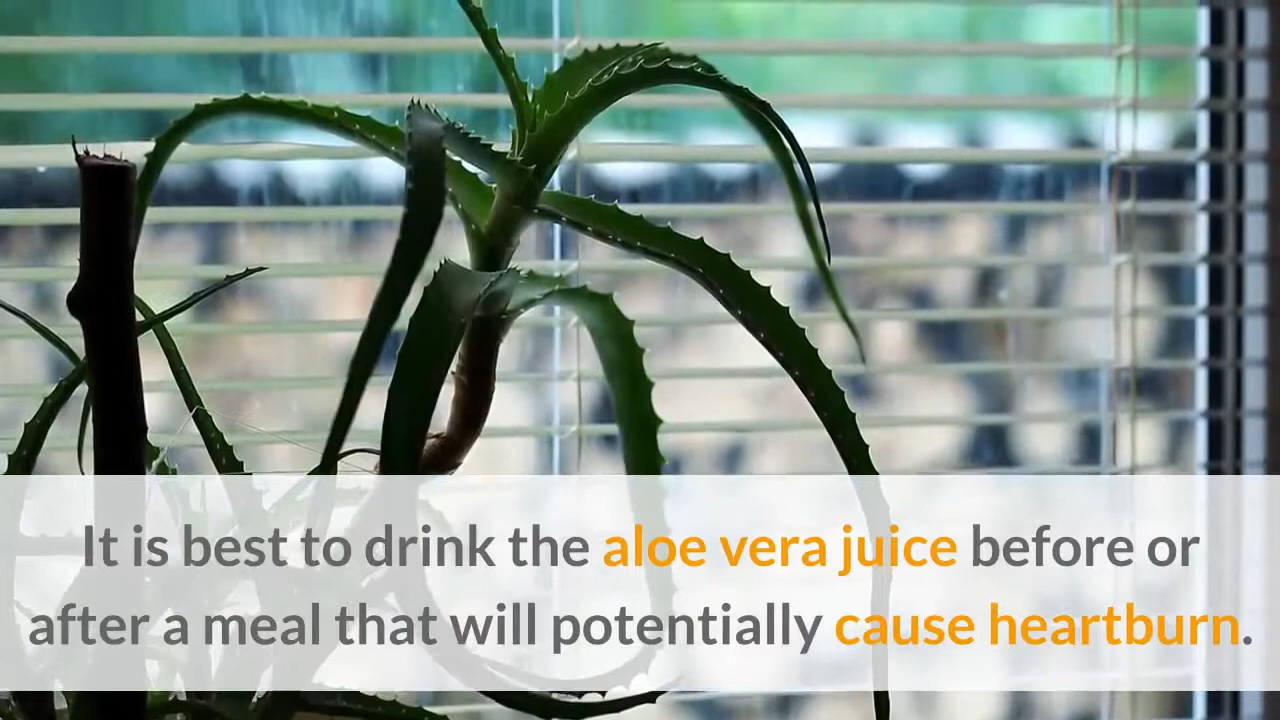 It is best to drink the aloe vera juice before or
after a meal that will potentially cause heartburn.